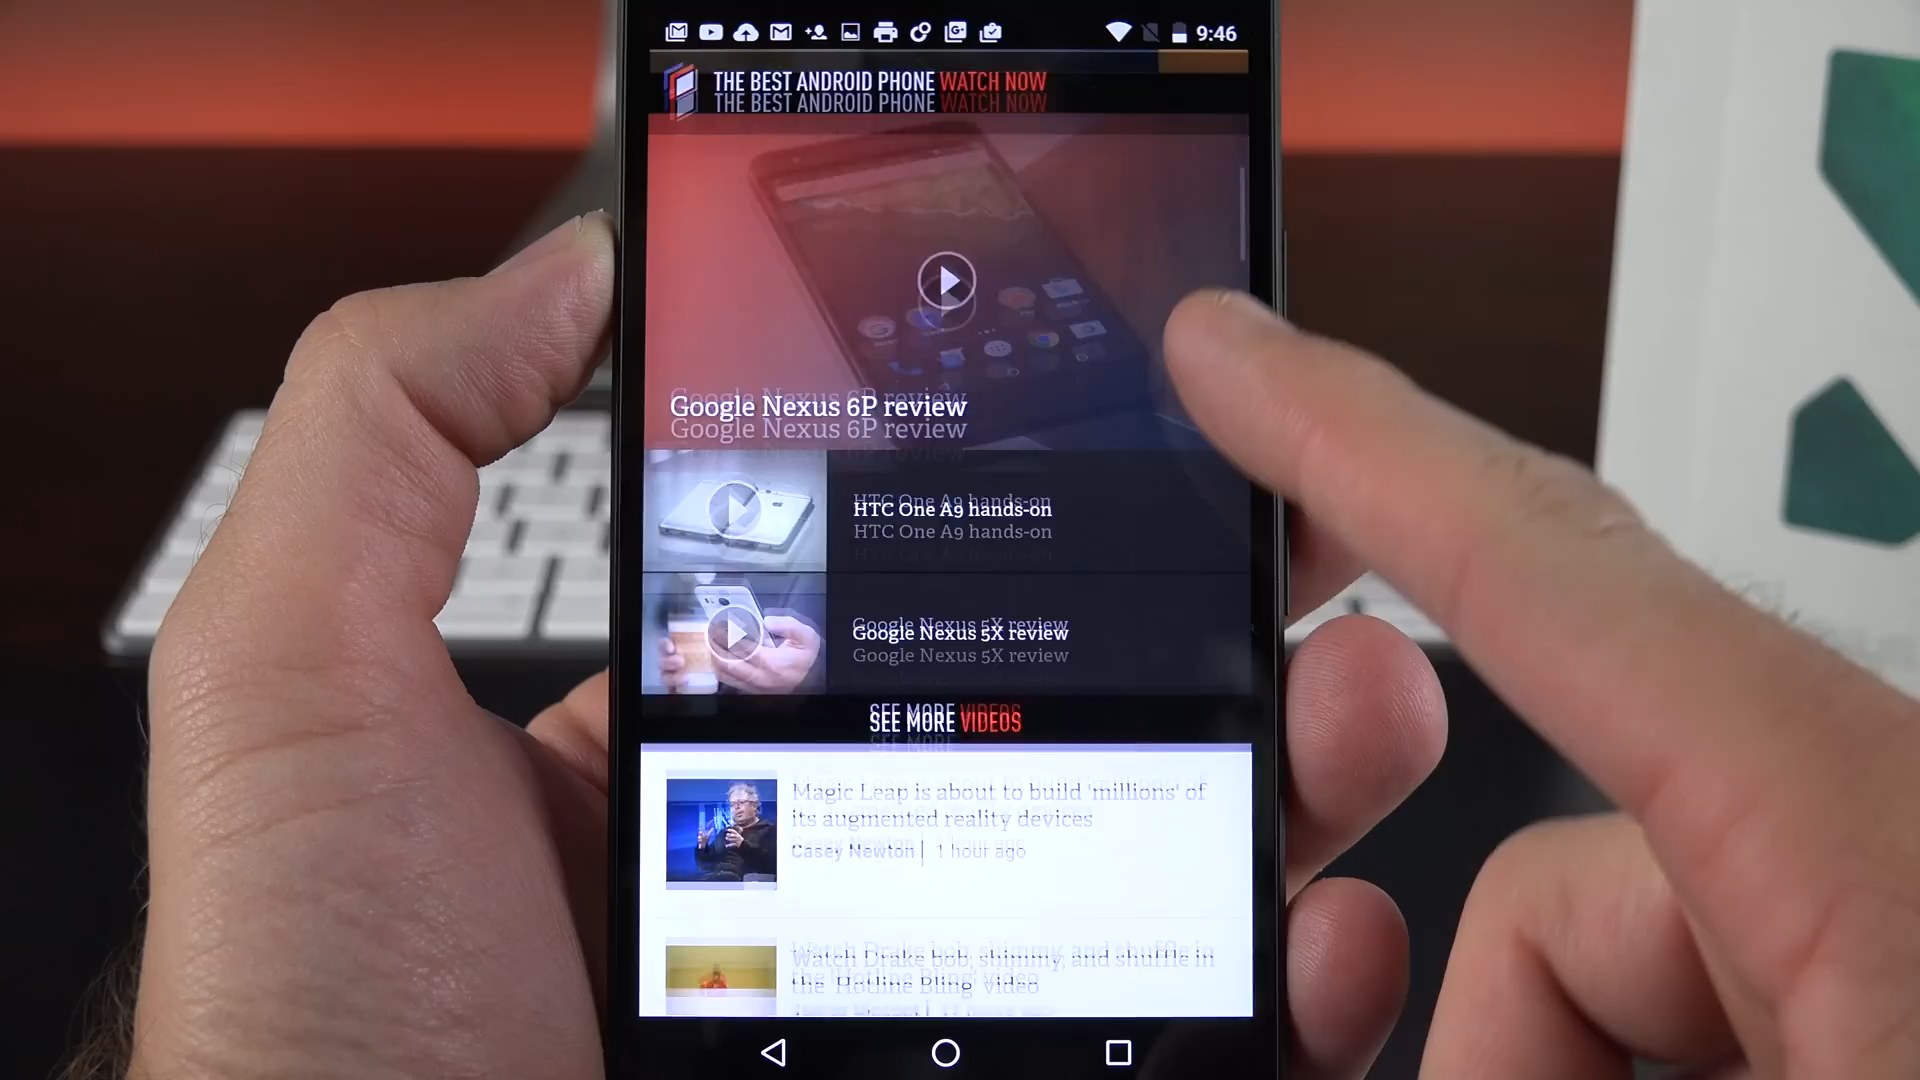 9:46
THE BEST ANDROID PHONE WATCH NOW
Google Nexus 6P review
HTC One A9 hands-on
Google Nexus 5X review
SEE MORE VIDEOS
Magic Leap is about to build 'millions' of
its augmented reality devices
Casey Newton | 1 hour ago
Watch Drake bob, shimmy, and shuffle in
the 'Hotline Bling' video